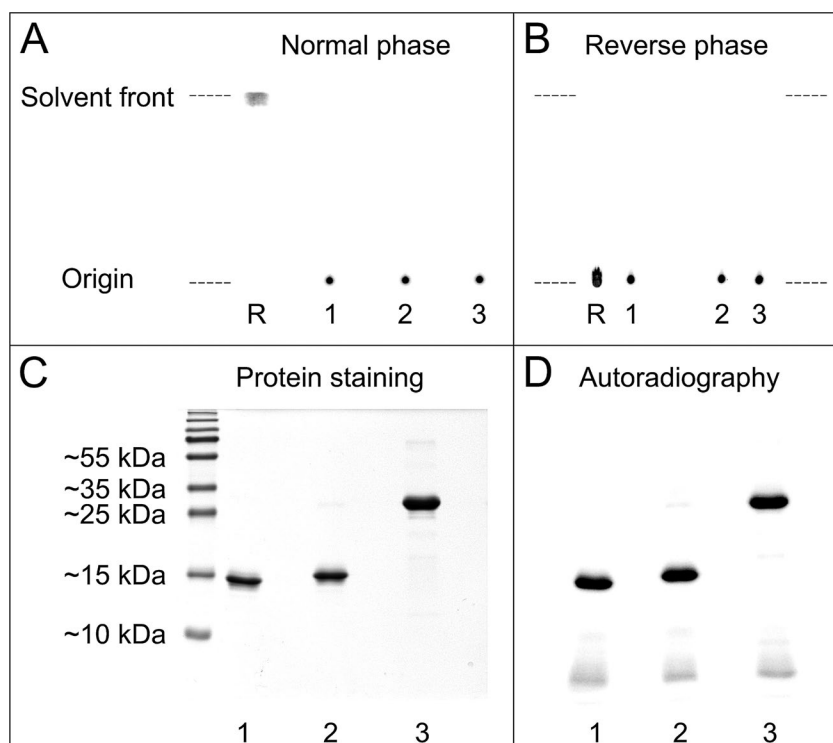 A
Normal phase
Solvent front
Origin
R 1 2 3
B
Reverse phase
R 1 2 3
C
Protein staining
~55 kDa
~35 kDa
~25 kDa
~15 kDa
~10 kDa
1 2 3
D
Autoradiography
1 2 3